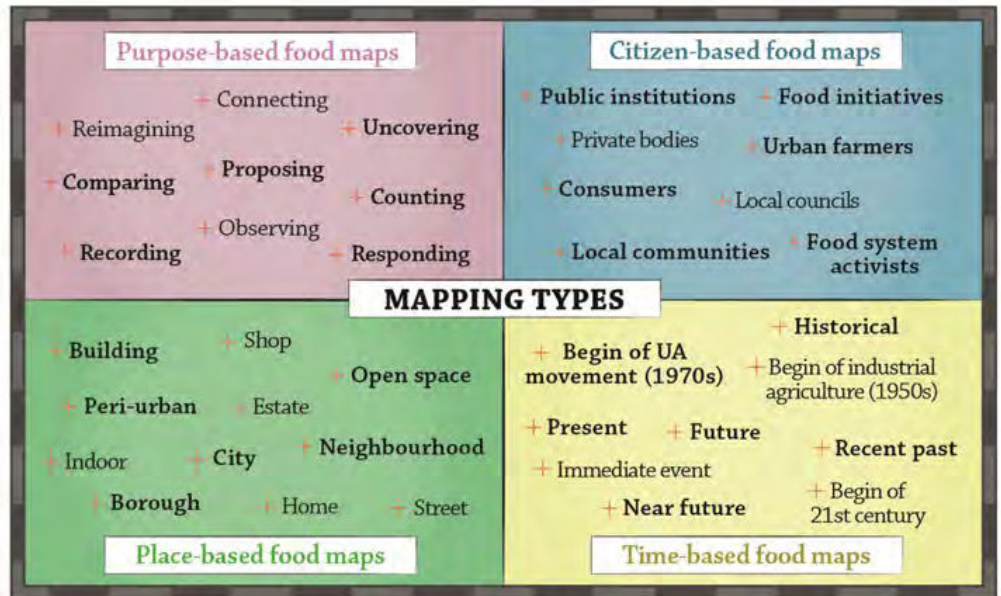 Purpose-based food maps
+ Connecting
+ Reimagining
+ Uncovering
+ Comparing
+ Proposing
+ Counting
+ Observing
+ Recording
+ Responding
Citizen-based food maps
+ Public institutions
+ Food initiatives
+ Private bodies
+ Urban farmers
+ Consumers
+ Local councils
+ Local communities
+ Food system
activists
MAPPING TYPES
+ Building
+ Shop
+ Open space
+ Peri-urban
+ Estate
+ Neighbourhood
+ Indoor
+ City
+ Borough
+ Home
+ Street
Place-based food maps
+ Historical
+ Begin of UA
movement (1970s)
+ Begin of industrial
agriculture (1950s)
+ Present
+ Future
+ Recent past
+ Immediate event
+ Near future
+ Begin of
21st century
Time-based food maps